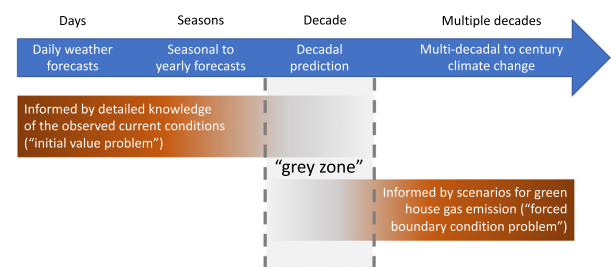 Days Seasons Decade Multiple decades
Daily weather forecasts
Seasonal to yearly forecasts
Decadal prediction
Multi-decadal to century climate change
Informed by detailed knowledge
of the observed current conditions
(“initial value problem”)
“grey zone”
Informed by scenarios for green
house gas emission (“forced
boundary condition problem”)